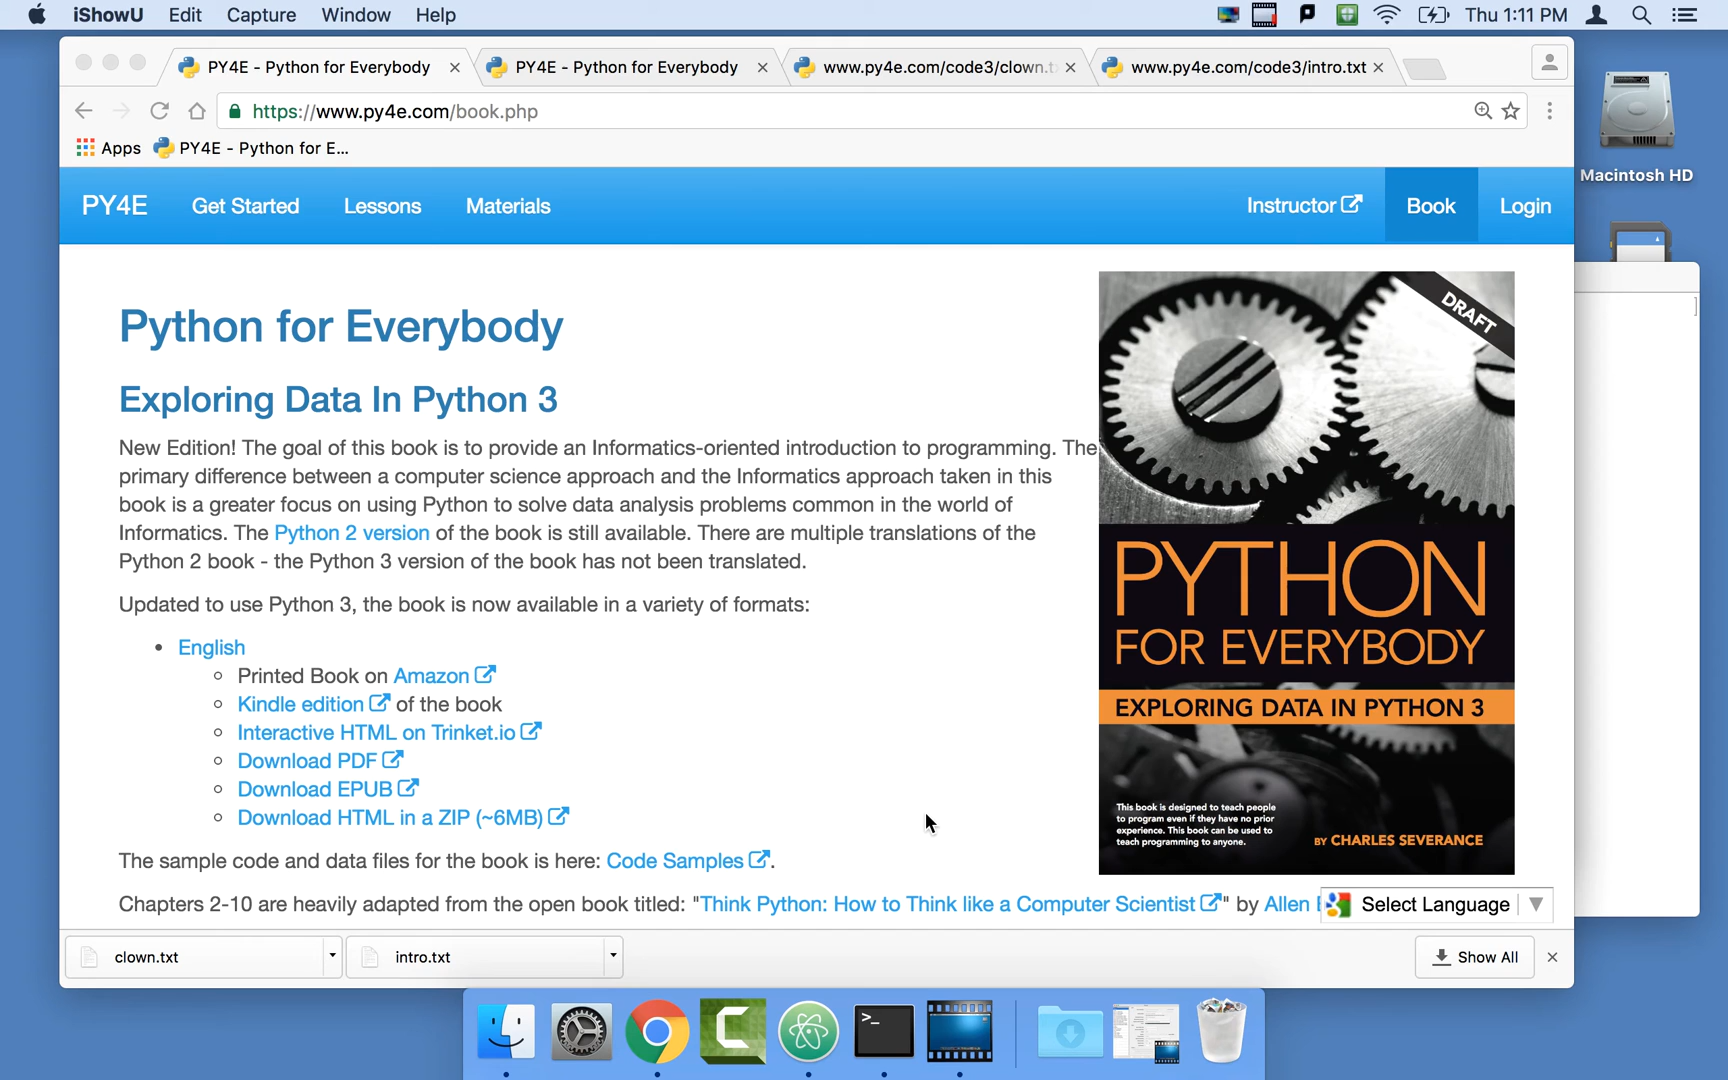 iShowU Edit Capture Window Help Thu 1:11 PM
PY4E - Python for Everybody PY4E - Python for Everybody www.py4e.com/code3/clown.t www.py4e.com/code3/intro.txt
https://www.py4e.com/book.php
Apps PY4E - Python for E...
Macintosh HD
PY4E Get Started Lessons Materials Instructor Book Login
Python for Everybody
Exploring Data In Python 3
New Edition! The goal of this book is to provide an Informatics-oriented introduction to programming. The
primary difference between a computer science approach and the Informatics approach taken in this
book is a greater focus on using Python to solve data analysis problems common in the world of
Informatics. The Python 2 version of the book is still available. There are multiple translations of the
Python 2 book - the Python 3 version of the book has not been translated.
Updated to use Python 3, the book is now available in a variety of formats:
• English
Printed Book on Amazon
Kindle edition of the book
Interactive HTML on Trinket.io
Download PDF
Download EPUB
Download HTML in a ZIP (~6MB)
The sample code and data files for the book is here: Code Samples.
Chapters 2-10 are heavily adapted from the open book titled: "Think Python: How to Think like a Computer Scientist" by Allen
DRAFT
PYTHON
FOR EVERYBODY
EXPLORING DATA IN PYTHON 3
This book is designed to teach people
to program even if they have no prior
experience. This book can be used to
teach programming to anyone.
BY CHARLES SEVERANCE
Select Language
clown.txt intro.txt Show All